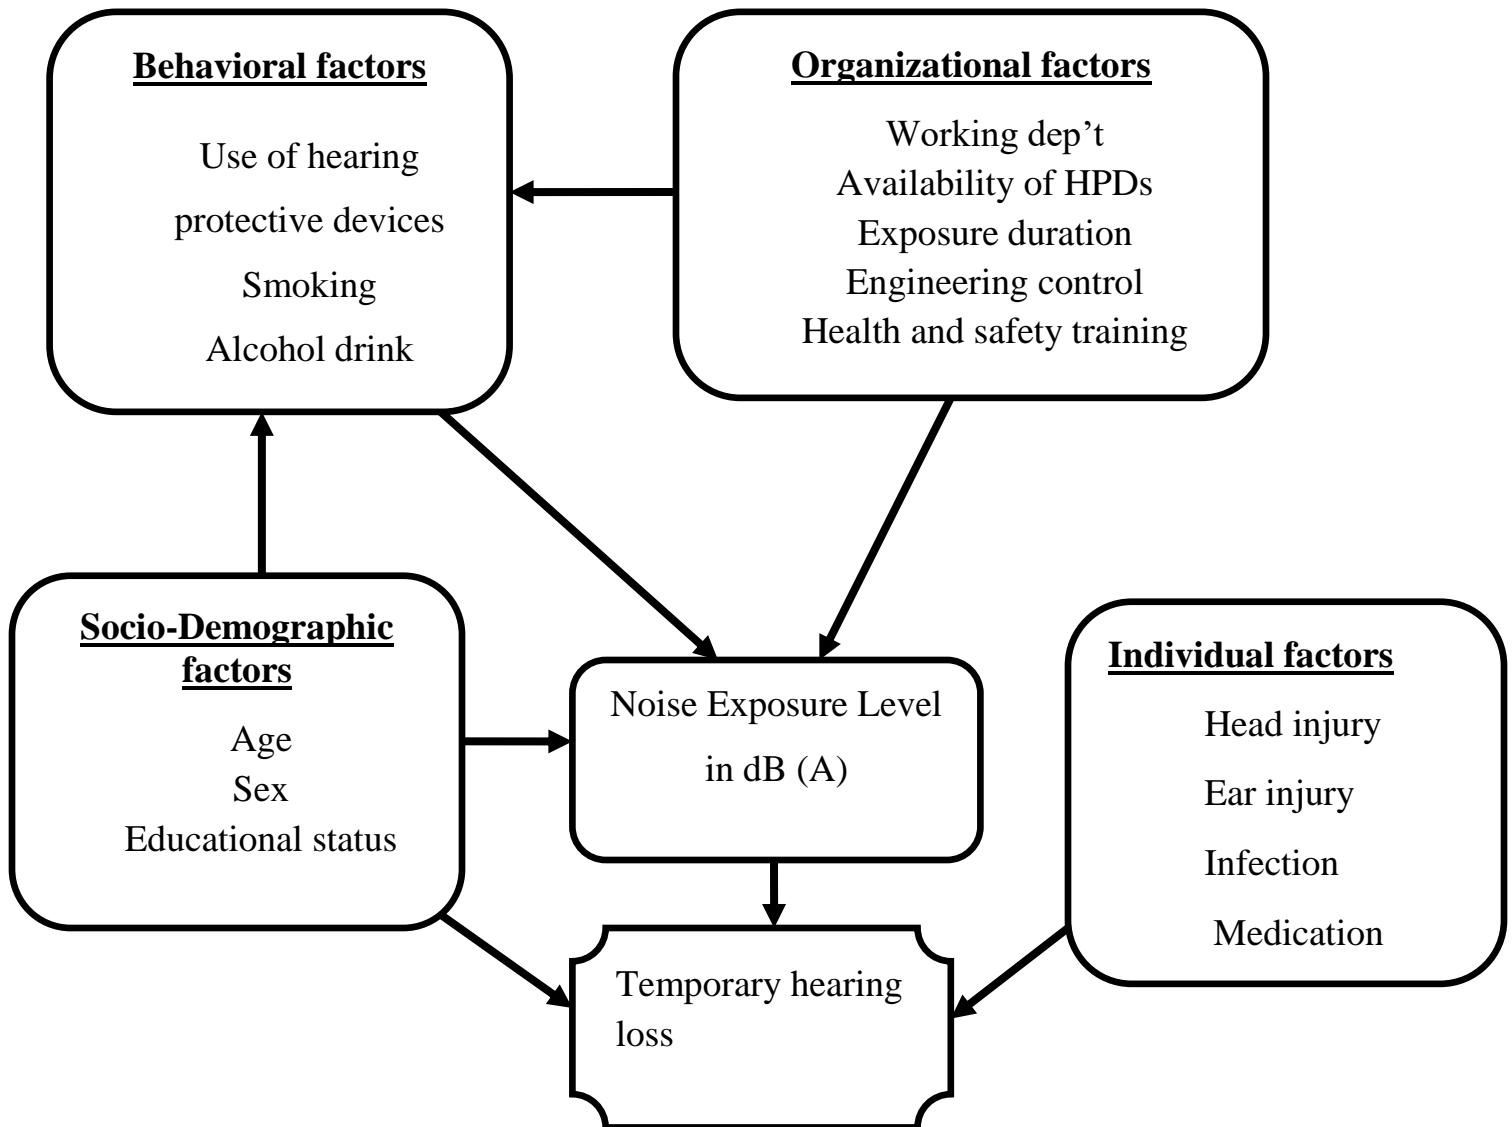 Behavioral factors
Use of hearing
protective devices
Smoking
Alcohol drink
Organizational factors
Working dep’t
Availability of HPDs
Exposure duration
Engineering control
Health and safety training
Socio-Demographic
factors
Age
Sex
Educational status
Noise Exposure Level
in dB (A)
Individual factors
Head injury
Ear injury
Infection
Medication
Temporary hearing
loss